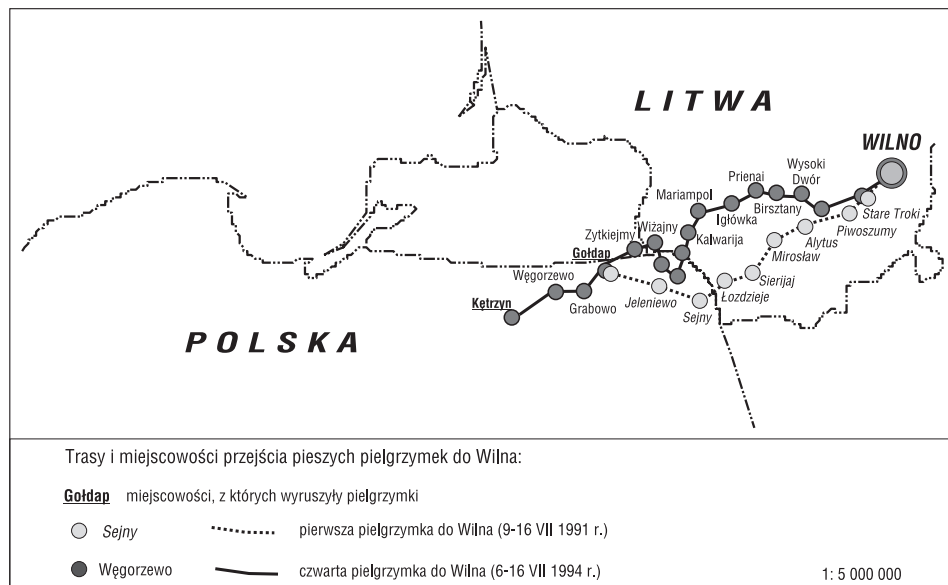 LITWA
WILNO
Wysoki
Dwór
Prienai
Mariampol
Birsztany
Stare Troki
Igłówka
Piwoszumy
Kalwarija
Alytus
Wiżajny
Zytkiejmy
Mirosław
Gołdap
Sierijaj
Węgorzewo
Łozdzieje
Kętrzyn
Grabowo
Jeleniewo
Sejny
POLSKA
Trasy i miejscowości przejścia pieszych pielgrzymek do Wilna:
Gołdap miejscowości, z których wyruszyły pielgrzymki
Sejny pierwsza pielgrzymka do Wilna (9-16 VII 1991 r.)
Węgorzewo czwarta pielgrzymka do Wilna (6-16 VII 1994 r.)
1: 5 000 000